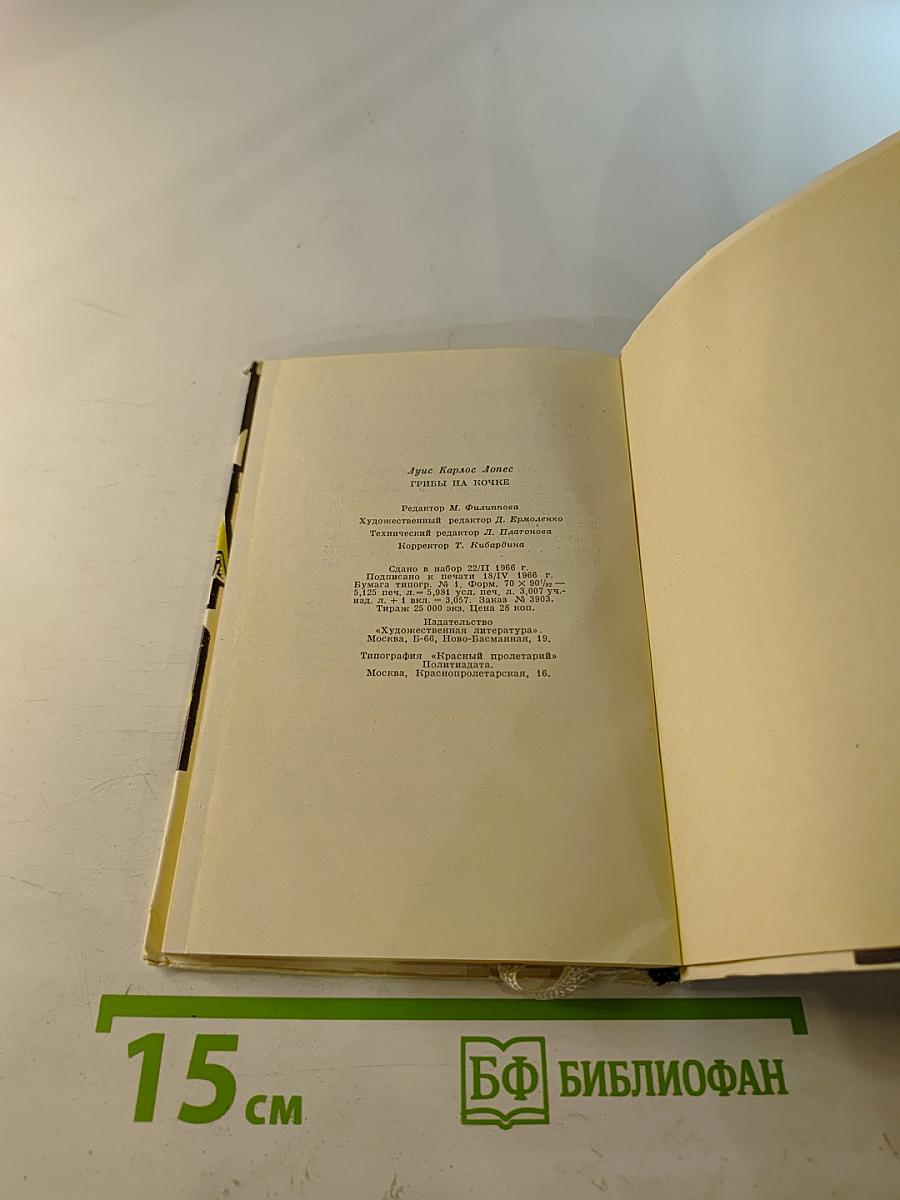 Луис Карлос Лопес
ГРИБЫ НА КОЧКЕ
Редактор М. Филиппова
Художественный редактор Д. Ермоленко
Технический редактор Л. Платонова
Корректор Т. Кибардина
Сдано в набор 22/II 1966 г.
Подписано к печати 18/IV 1966 г.
Бумага типогр. № 1. Форм. 70 × 90 1/32 —
5,125 печ. л.= 5,981 усл. печ. л. 3,007 уч.-
изд. л. + 1 вкл. = 3,057. Заказ № 3903.
Тираж 25 000 экз. Цена 28 коп.
Издательство
«Художественная литература».
Москва, Б-66, Ново-Басманная, 19.
Типография «Красный пролетарий»
Политиздата.
Москва, Краснопролетарская, 16.
15 см
БФ БИБЛИОФАН